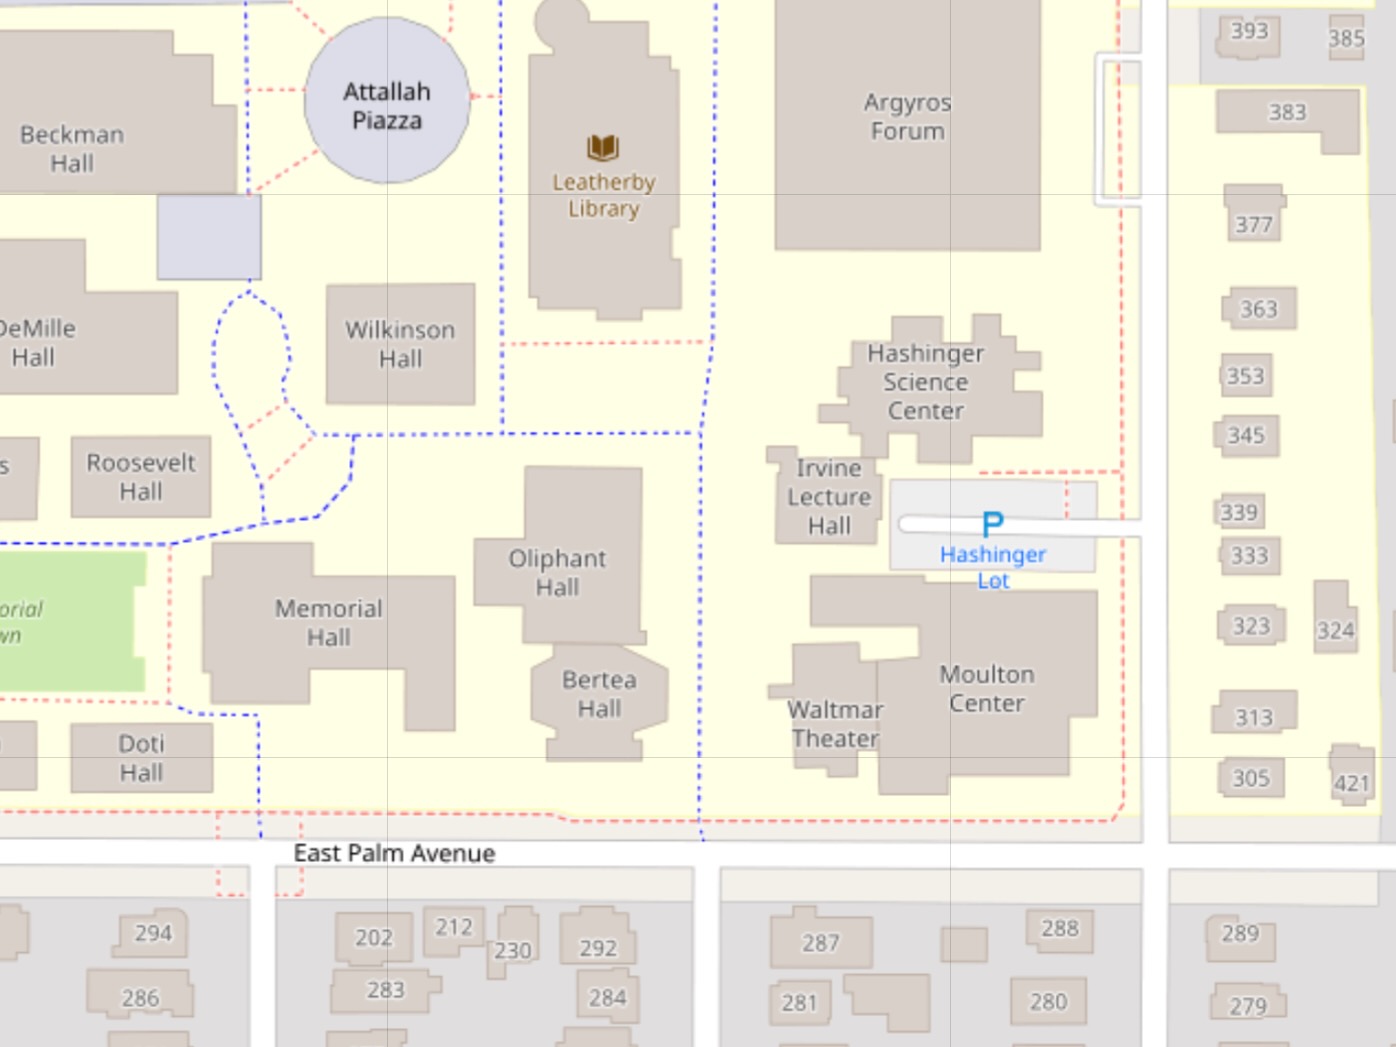 393
385
Attallah
Piazza
Argyros
Forum
383
Beckman
Hall
Leatherby
Library
377
363
DeMille
Hall
Wilkinson
Hall
Hashinger
Science
Center
353
345
s
Roosevelt
Hall
Irvine
Lecture
Hall
339
P
Hashinger
Lot
333
Oliphant
Hall
orial
wn
Memorial
Hall
323
324
Bertea
Hall
Moulton
Center
Waltmar
Theater
313
Doti
Hall
305
421
East Palm Avenue
294
202
212
230
292
287
288
289
286
283
284
281
280
279